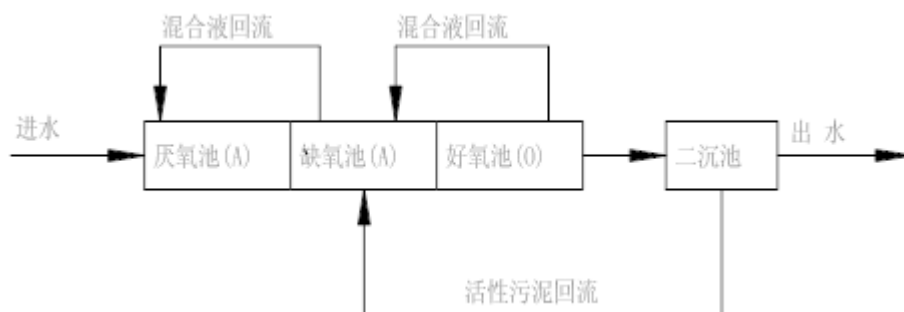 混合液回流
混合液回流
进水
厌氧池(A)
缺氧池(A)
好氧池(O)
二沉池
出 水
活性污泥回流